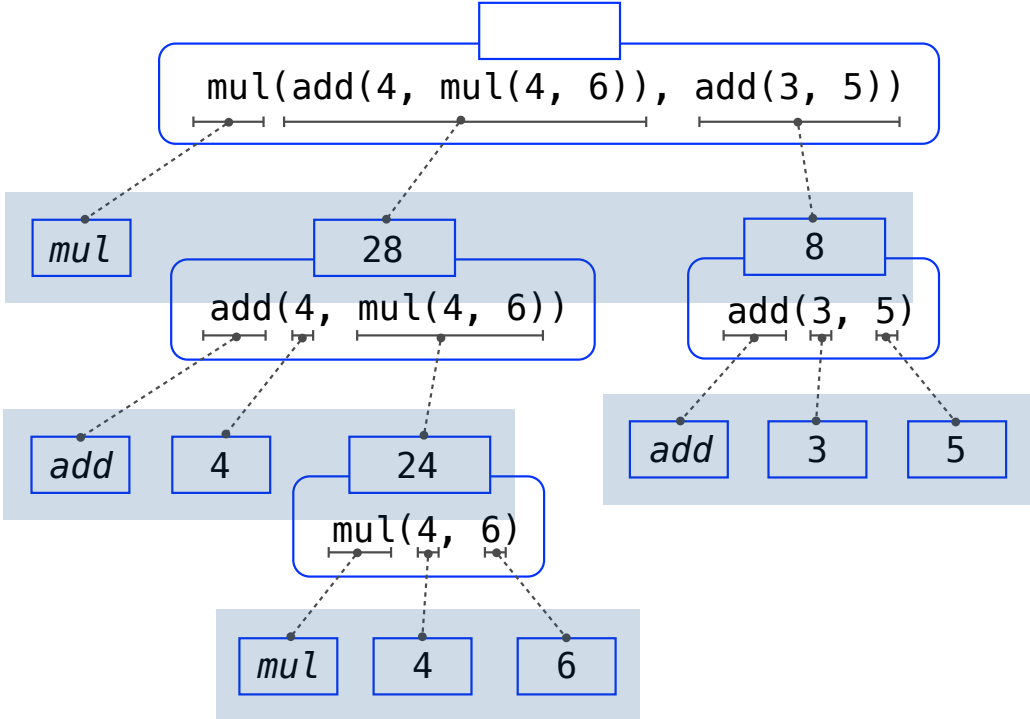 mul(add(4, mul(4, 6)), add(3, 5))
mul
28
8
add(4, mul(4, 6))
add(3, 5)
add
4
24
add
3
5
mul(4, 6)
mul
4
6